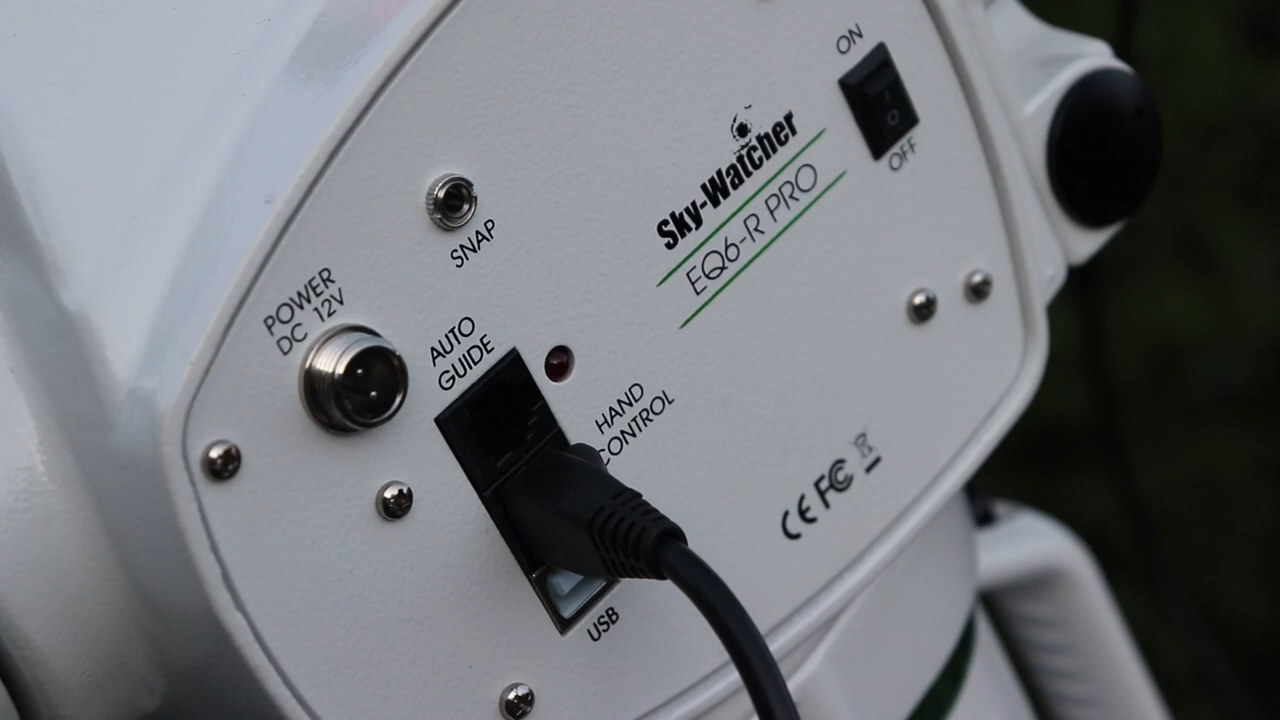 ON
OFF
Sky-Watcher
EQ6-R PRO
SNAP
POWER
DC 12V
AUTO
GUIDE
HAND
CONTROL
USB
CE FC